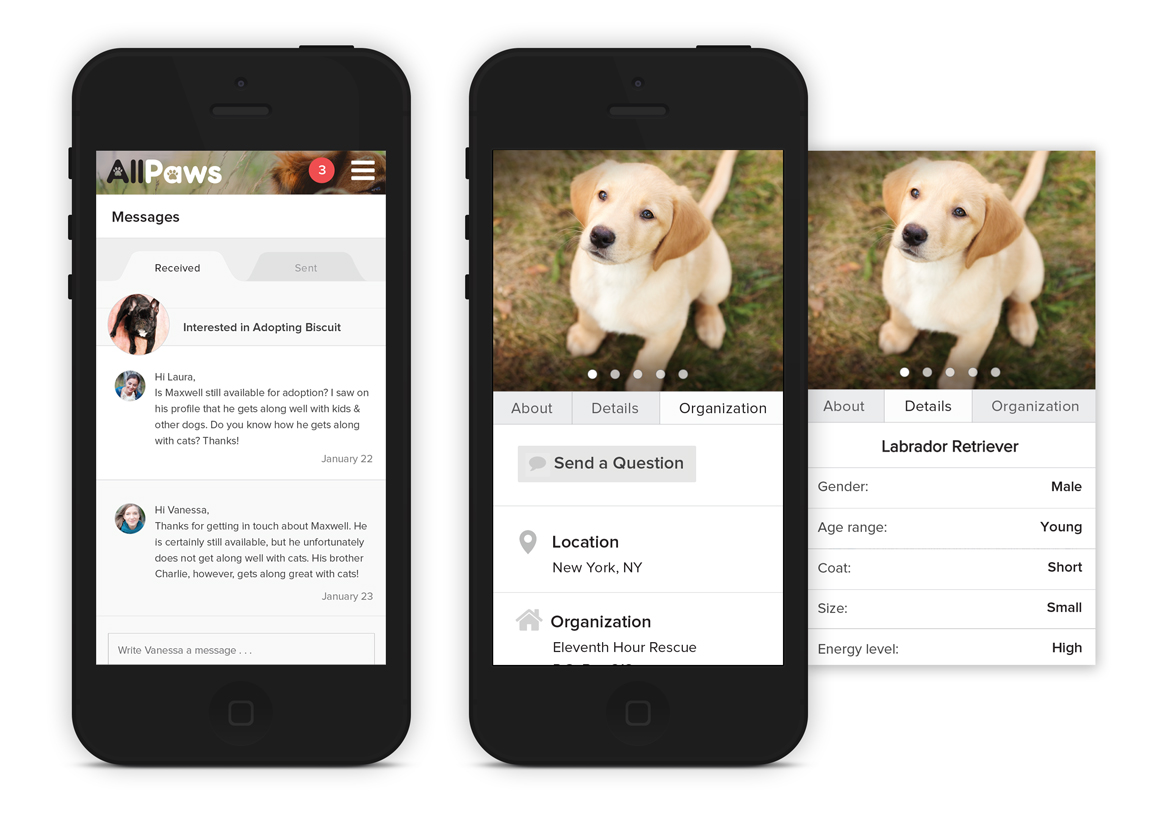 AllPaws
3
Messages
Received
Sent
Interested in Adopting Biscuit
Hi Laura,
Is Maxwell still available for adoption? I saw on
his profile that he gets along well with kids &
other dogs. Do you know how he gets along
with cats? Thanks!
January 22
Hi Vanessa,
Thanks for getting in touch about Maxwell. He
is certainly still available, but he unfortunately
does not get along well with cats. His brother
Charlie, however, gets along great with cats!
January 23
Write Vanessa a message . . .
About
Details
Organization
Send a Question
Location
New York, NY
Organization
Eleventh Hour Rescue
About
Details
Organization
Labrador Retriever
Gender: Male
Age range: Young
Coat: Short
Size: Small
Energy level: High